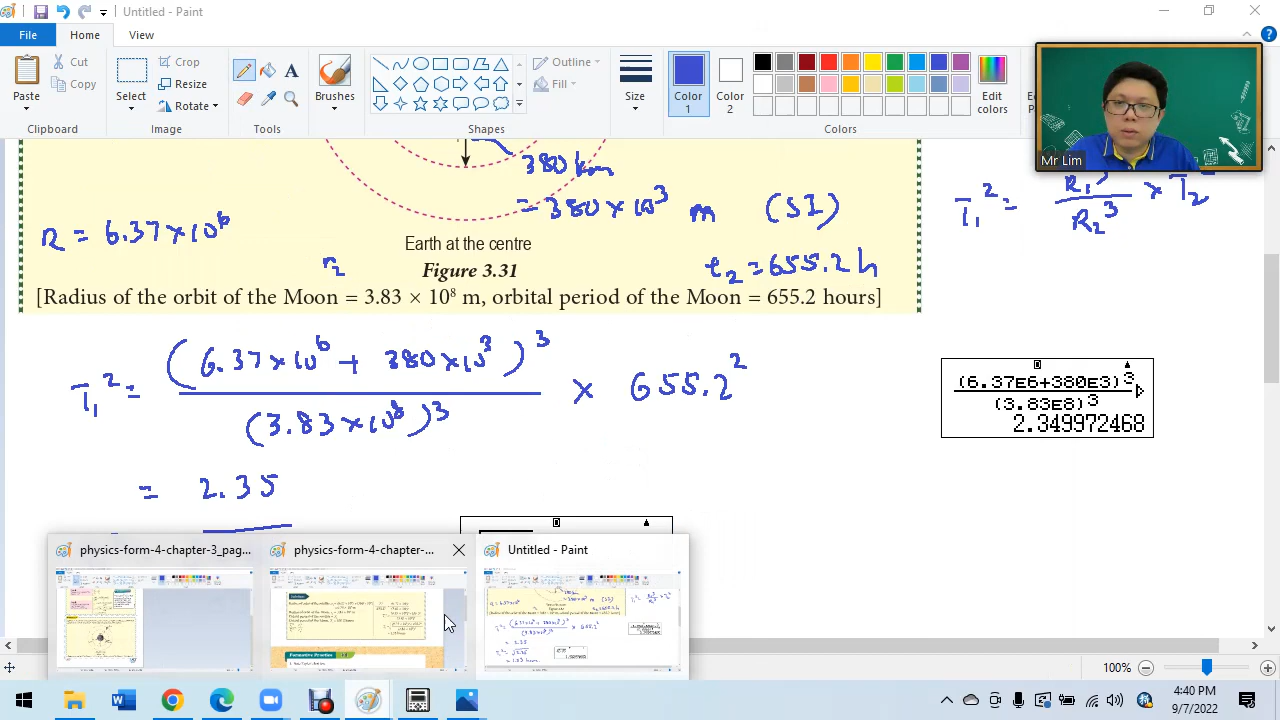 Untitled - Paint
File Home View
Paste Cut Copy Clipboard
Select Crop Resize Rotate Image
Tools
Brushes
Outline Fill Shapes
Size
Color 1 Color 2 Edit colors Colors
Mr Lim
380 km
= 380 × 10³ m (SI)
R = 6.37 × 10⁶
T₁² = R₁³ / R₂³ × T₂²
Earth at the centre
r₂
Figure 3.31
t₂ = 655.2 h
[Radius of the orbit of the Moon = 3.83 × 10⁸ m, orbital period of the Moon = 655.2 hours]
T₁² = (6.37 × 10⁶ + 380 × 10³)³ / (3.83 × 10⁸)³ × 655.2²
(6.37E6+380E3)³
(3.83E8)³
2.349972468
= 2.35
physics-form-4-chapter-3_pag...
physics-form-4-chapter-...
Untitled - Paint
100%
4:40 PM
9/7/2022